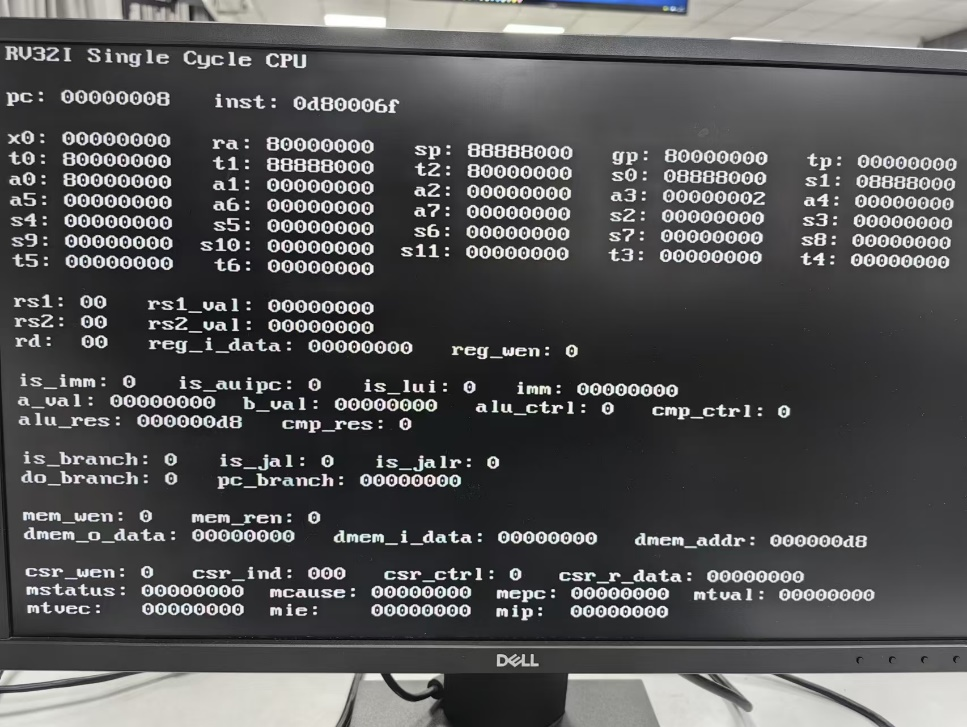 RV32I Single Cycle CPU
pc: 00000008 inst: 0d80006f
x0: 00000000 ra: 80000000 sp: 88888000 gp: 80000000 tp: 00000000
t0: 80000000 t1: 88888000 t2: 80000000 s0: 08888000 s1: 08888000
a0: 80000000 a1: 00000000 a2: 00000000 a3: 00000002 a4: 00000000
a5: 00000000 a6: 00000000 a7: 00000000 s2: 00000000 s3: 00000000
s4: 00000000 s5: 00000000 s6: 00000000 s7: 00000000 s8: 00000000
s9: 00000000 s10: 00000000 s11: 00000000 t3: 00000000 t4: 00000000
t5: 00000000 t6: 00000000
rs1: 00 rs1_val: 00000000
rs2: 00 rs2_val: 00000000
rd: 00 reg_i_data: 00000000 reg_wen: 0
is_imm: 0 is_auipc: 0 is_lui: 0 imm: 00000000
a_val: 00000000 b_val: 00000000 alu_ctrl: 0 cmp_ctrl: 0
alu_res: 000000d8 cmp_res: 0
is_branch: 0 is_jal: 0 is_jalr: 0
do_branch: 0 pc_branch: 00000000
mem_wen: 0 mem_ren: 0
dmem_o_data: 00000000 dmem_i_data: 00000000 dmem_addr: 000000d8
csr_wen: 0 csr_ind: 000 csr_ctrl: 0 csr_r_data: 00000000
mstatus: 00000000 mcause: 00000000 mepc: 00000000 mtval: 00000000
mtvec: 00000000 mie: 00000000 mip: 00000000
DELL